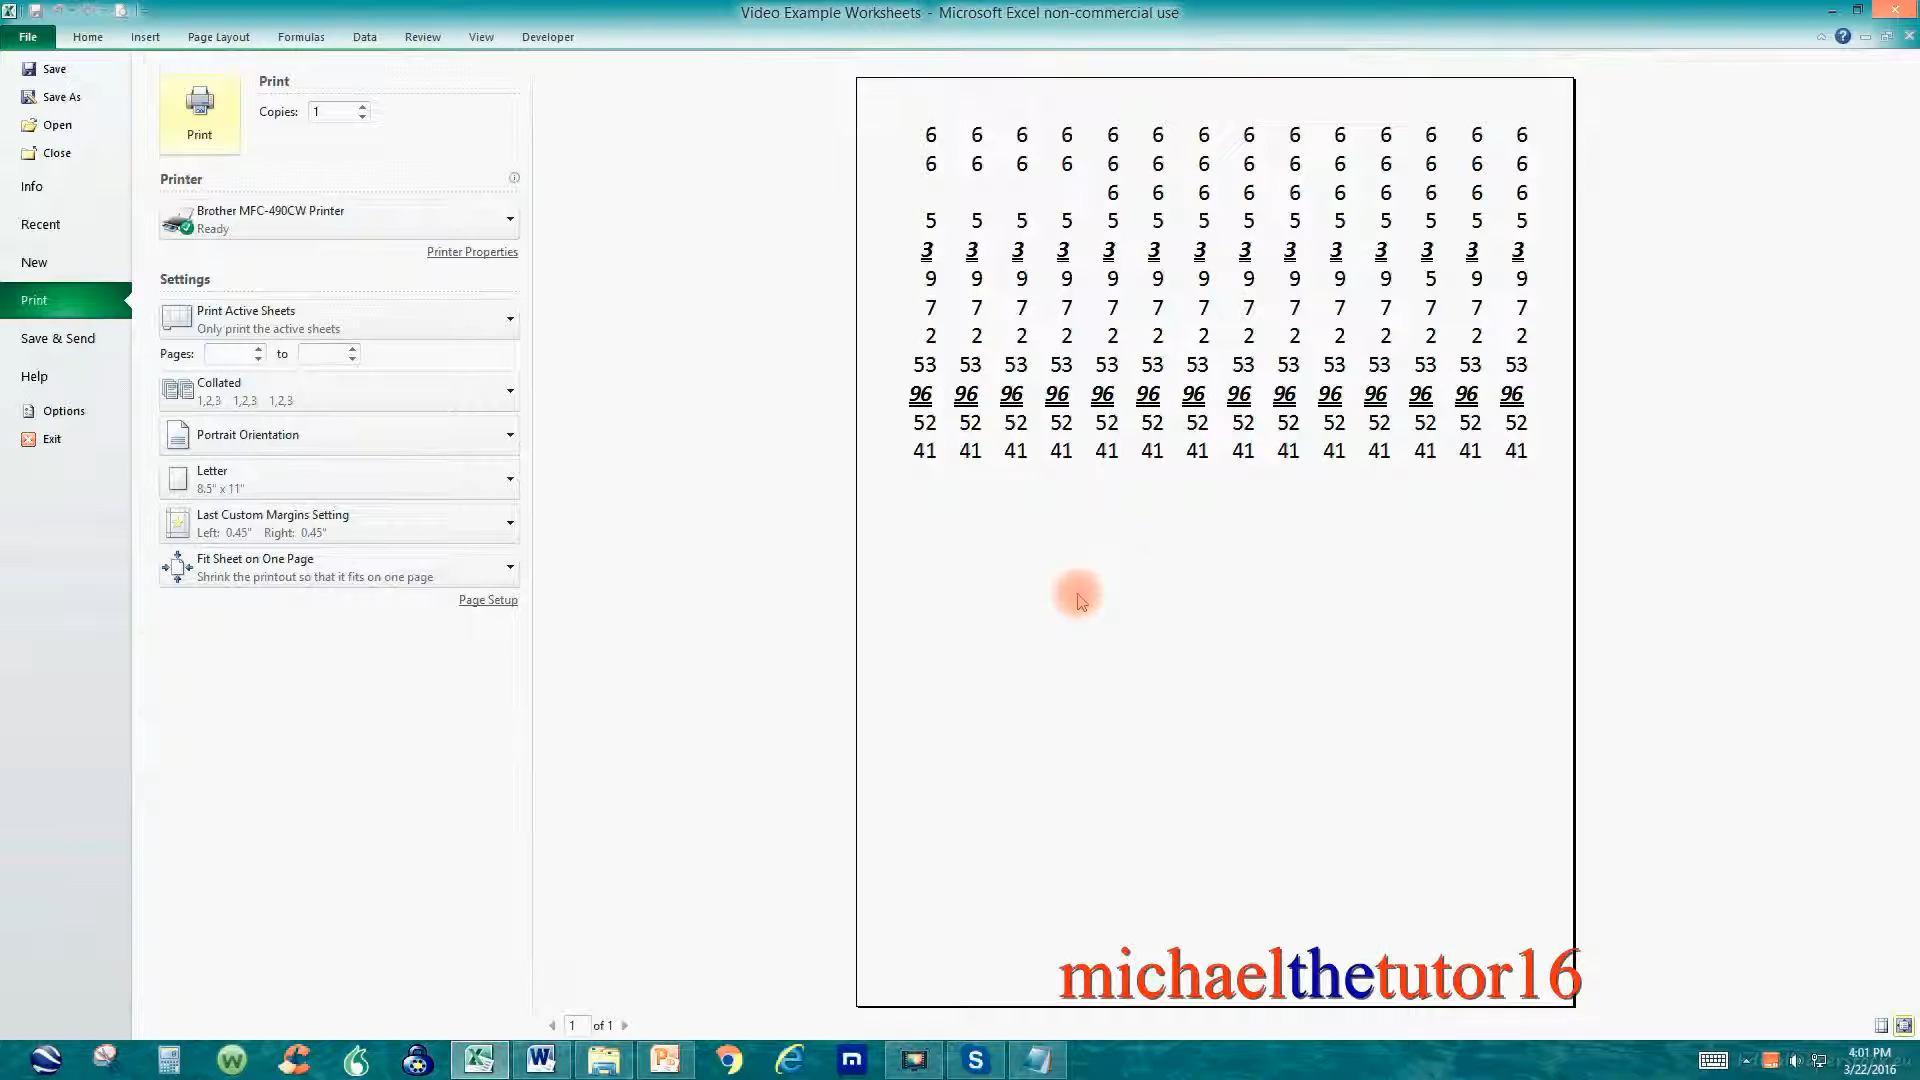 Video Example Worksheets - Microsoft Excel non-commercial use
File Home Insert Page Layout Formulas Data Review View Developer
Save
Save As
Open
Close
Info
Recent
New
Print
Save & Send
Help
Options
Exit
Print
Print
Copies: 1
Printer
Brother MFC-490CW Printer
Ready
Printer Properties
Settings
Print Active Sheets
Only print the active sheets
Pages: to
Collated
1,2,3 1,2,3 1,2,3
Portrait Orientation
Letter
8.5" x 11"
Last Custom Margins Setting
Left: 0.45" Right: 0.45"
Fit Sheet on One Page
Shrink the printout so that it fits on one page
Page Setup
6 6 6 6 6 6 6 6 6 6 6 6 6 6
6 6 6 6 6 6 6 6 6 6 6 6 6 6
6 6 6 6 6 6 6 6 6 6
5 5 5 5 5 5 5 5 5 5 5 5 5 5
3 3 3 3 3 3 3 3 3 3 3 3 3 3
9 9 9 9 9 9 9 9 9 9 9 5 9 9
7 7 7 7 7 7 7 7 7 7 7 7 7 7
2 2 2 2 2 2 2 2 2 2 2 2 2 2
53 53 53 53 53 53 53 53 53 53 53 53 53 53
96 96 96 96 96 96 96 96 96 96 96 96 96 96
52 52 52 52 52 52 52 52 52 52 52 52 52 52
41 41 41 41 41 41 41 41 41 41 41 41 41 41
michaelthetutor16
1 of 1
4:01 PM
3/22/2016